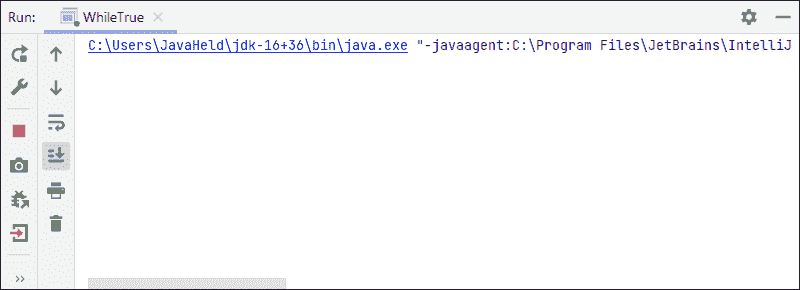 Run: WhileTrue
C:\Users\JavaHeld\jdk-16+36\bin\java.exe "-javaagent:C:\Program Files\JetBrains\IntelliJ